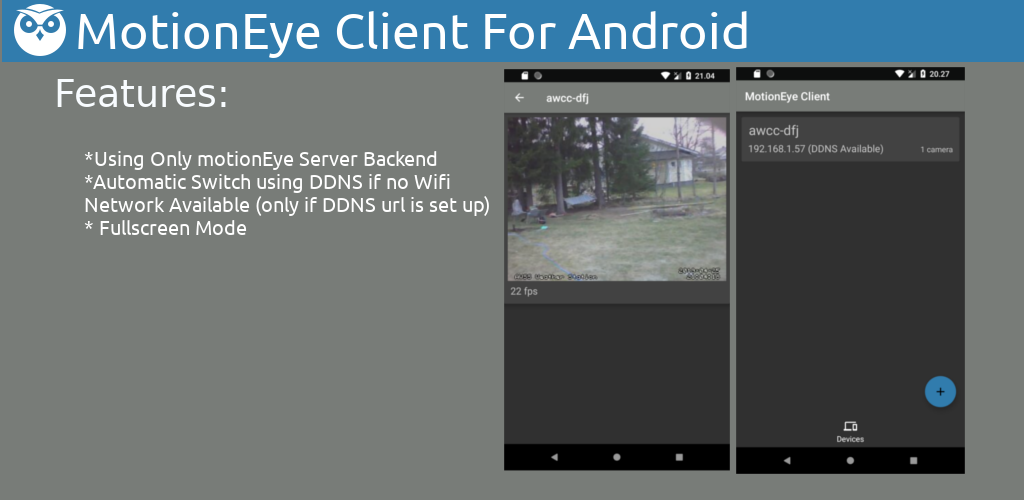 MotionEye Client For Android
Features:
*Using Only motionEye Server Backend
*Automatic Switch using DDNS if no Wifi
Network Available (only if DDNS url is set up)
* Fullscreen Mode
21.04
awcc-dfj
Weather Station
22 fps
20.27
MotionEye Client
awcc-dfj
192.168.1.57 (DDNS Available)
1 camera
+
Devices